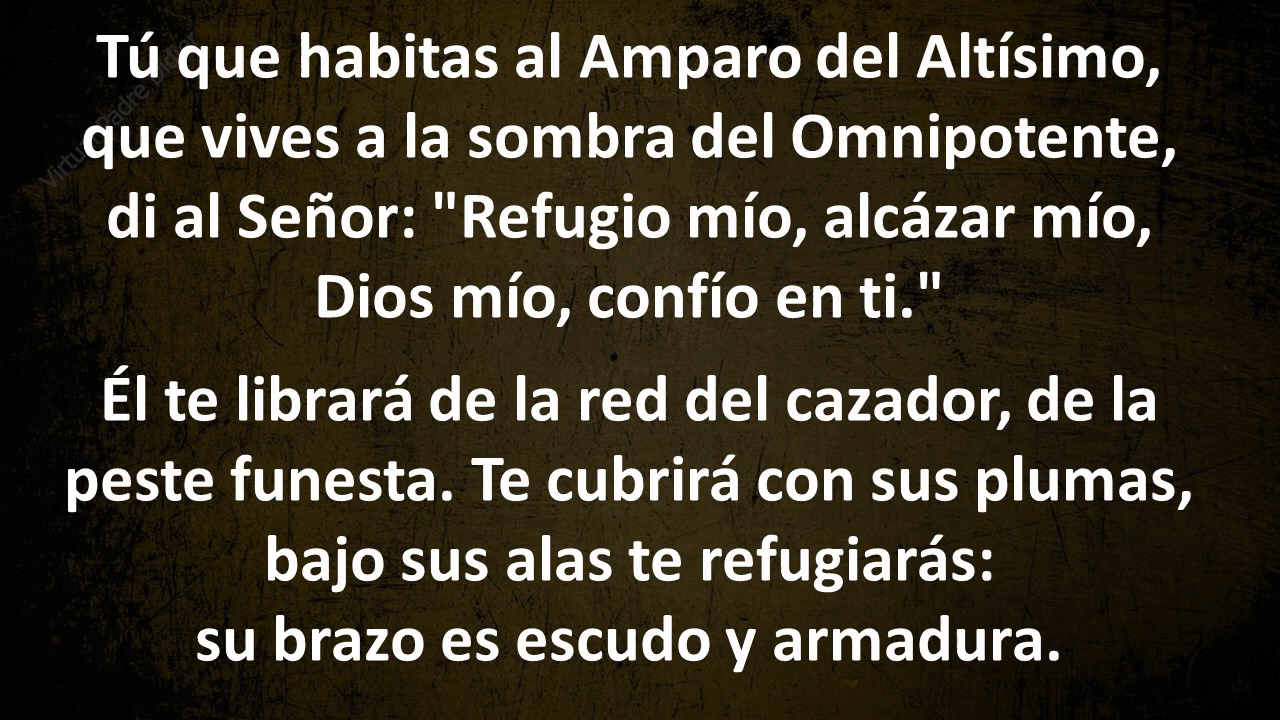 Tú que habitas al Amparo del Altísimo,
que vives a la sombra del Omnipotente,
di al Señor: "Refugio mío, alcázar mío,
Dios mío, confío en ti."
Él te librará de la red del cazador, de la
peste funesta. Te cubrirá con sus plumas,
bajo sus alas te refugiarás:
su brazo es escudo y armadura.